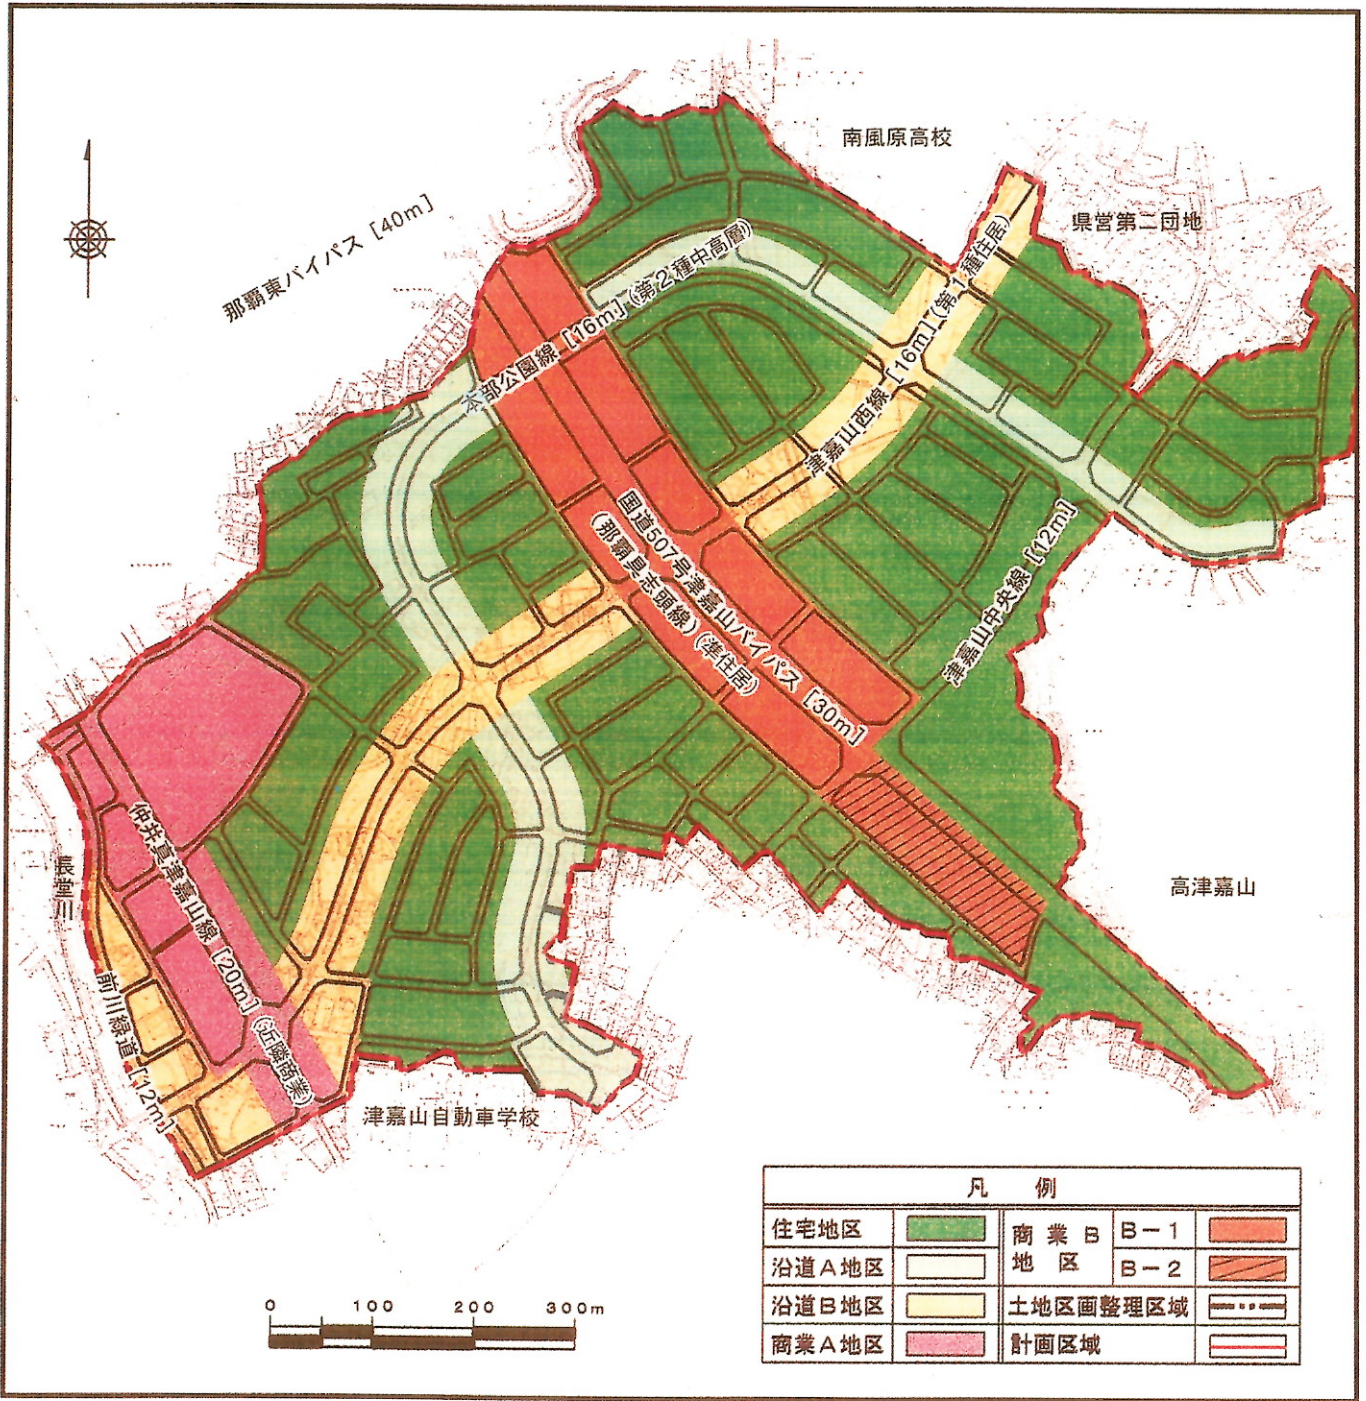 南風原高校
県営第二団地
那覇東バイパス [40m]
本部公園線 [16m] (第2種中高層)
津嘉山西線 [16m] (第1種住居)
国道507号津嘉山バイパス [30m]
(那覇具志頭線) (準住居)
津嘉山中央線 [12m]
仲井真津嘉山線 [20m] (近隣商業)
長堂川
前川緑道 [12m]
高津嘉山
津嘉山自動車学校
凡 例
住宅地区
沿道A地区
沿道B地区
商業A地区
商業B地区
B-1
B-2
土地区画整理区域
計画区域
0 100 200 300m